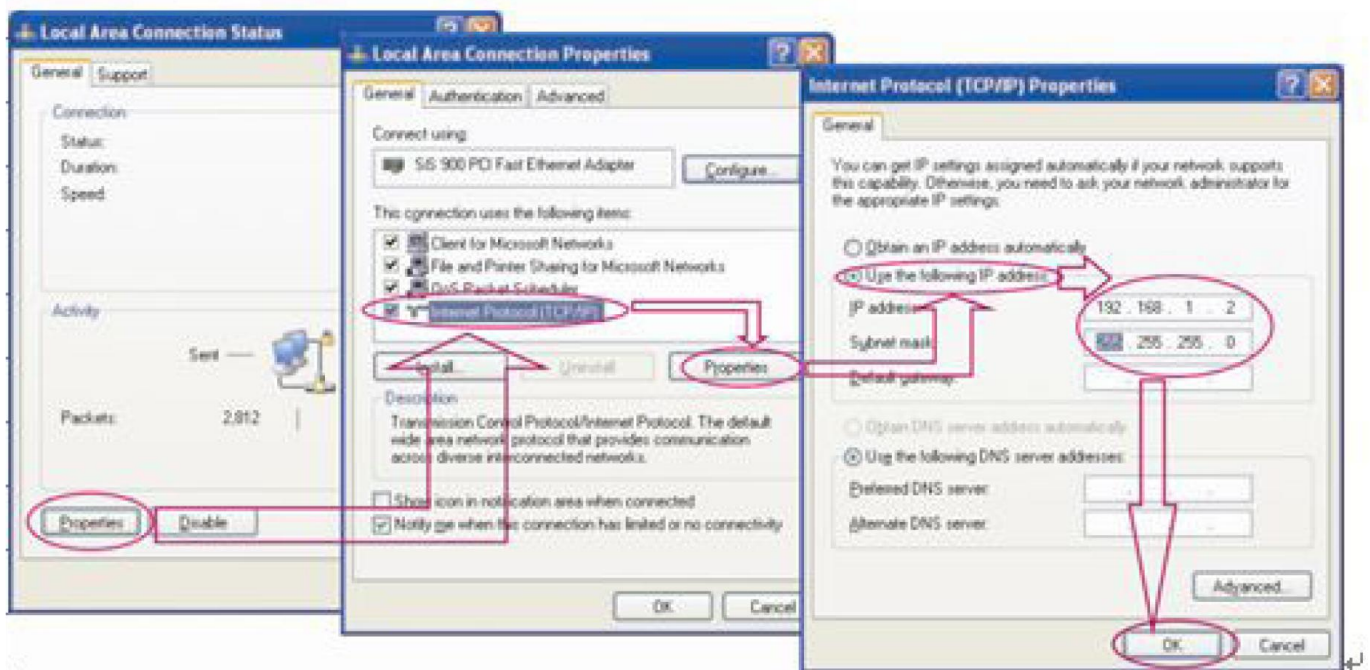 Local Area Connection Status
General Support
Connection
Status:
Duration:
Speed:
Activity
Sent
Packets: 2,812
Properties Disable
Local Area Connection Properties
General Authentication Advanced
Connect using:
SiS 900 PCI Fast Ethernet Adapter
Configure...
This connection uses the following items:
Client for Microsoft Networks
File and Printer Sharing for Microsoft Networks
QoS Packet Scheduler
Internet Protocol (TCP/IP)
Install... Uninstall Properties
Description
Transmission Control Protocol/Internet Protocol. The default
wide area network protocol that provides communication
across diverse interconnected networks.
Show icon in notification area when connected
Notify me when this connection has limited or no connectivity
OK Cancel
Internet Protocol (TCP/IP) Properties
General
You can get IP settings assigned automatically if your network supports
this capability. Otherwise, you need to ask your network administrator for
the appropriate IP settings.
Obtain an IP address automatically
Use the following IP address:
IP address: 192 . 168 . 1 . 2
Subnet mask: 255 . 255 . 255 . 0
Default gateway: . . .
Obtain DNS server address automatically
Use the following DNS server addresses:
Preferred DNS server: . . .
Alternate DNS server: . . .
Advanced...
OK Cancel